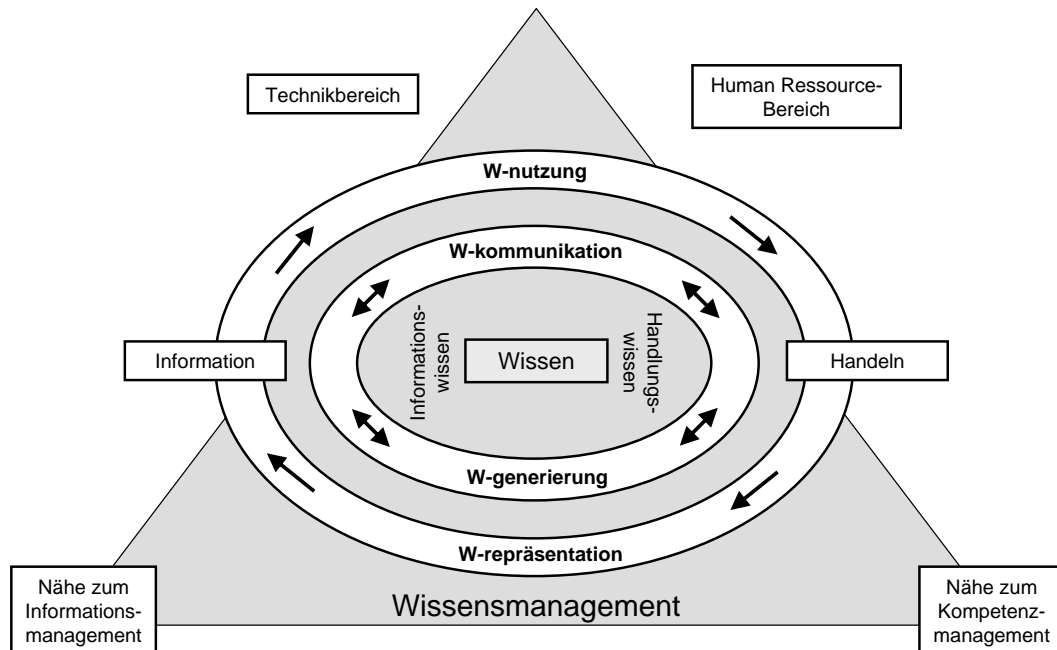 Technikbereich
Human Ressource-
Bereich
W-nutzung
W-kommunikation
Information
Informations-
wissen
Wissen
Handlungs-
wissen
Handeln
W-generierung
W-repräsentation
Nähe zum
Informations-
management
Wissensmanagement
Nähe zum
Kompetenz-
management